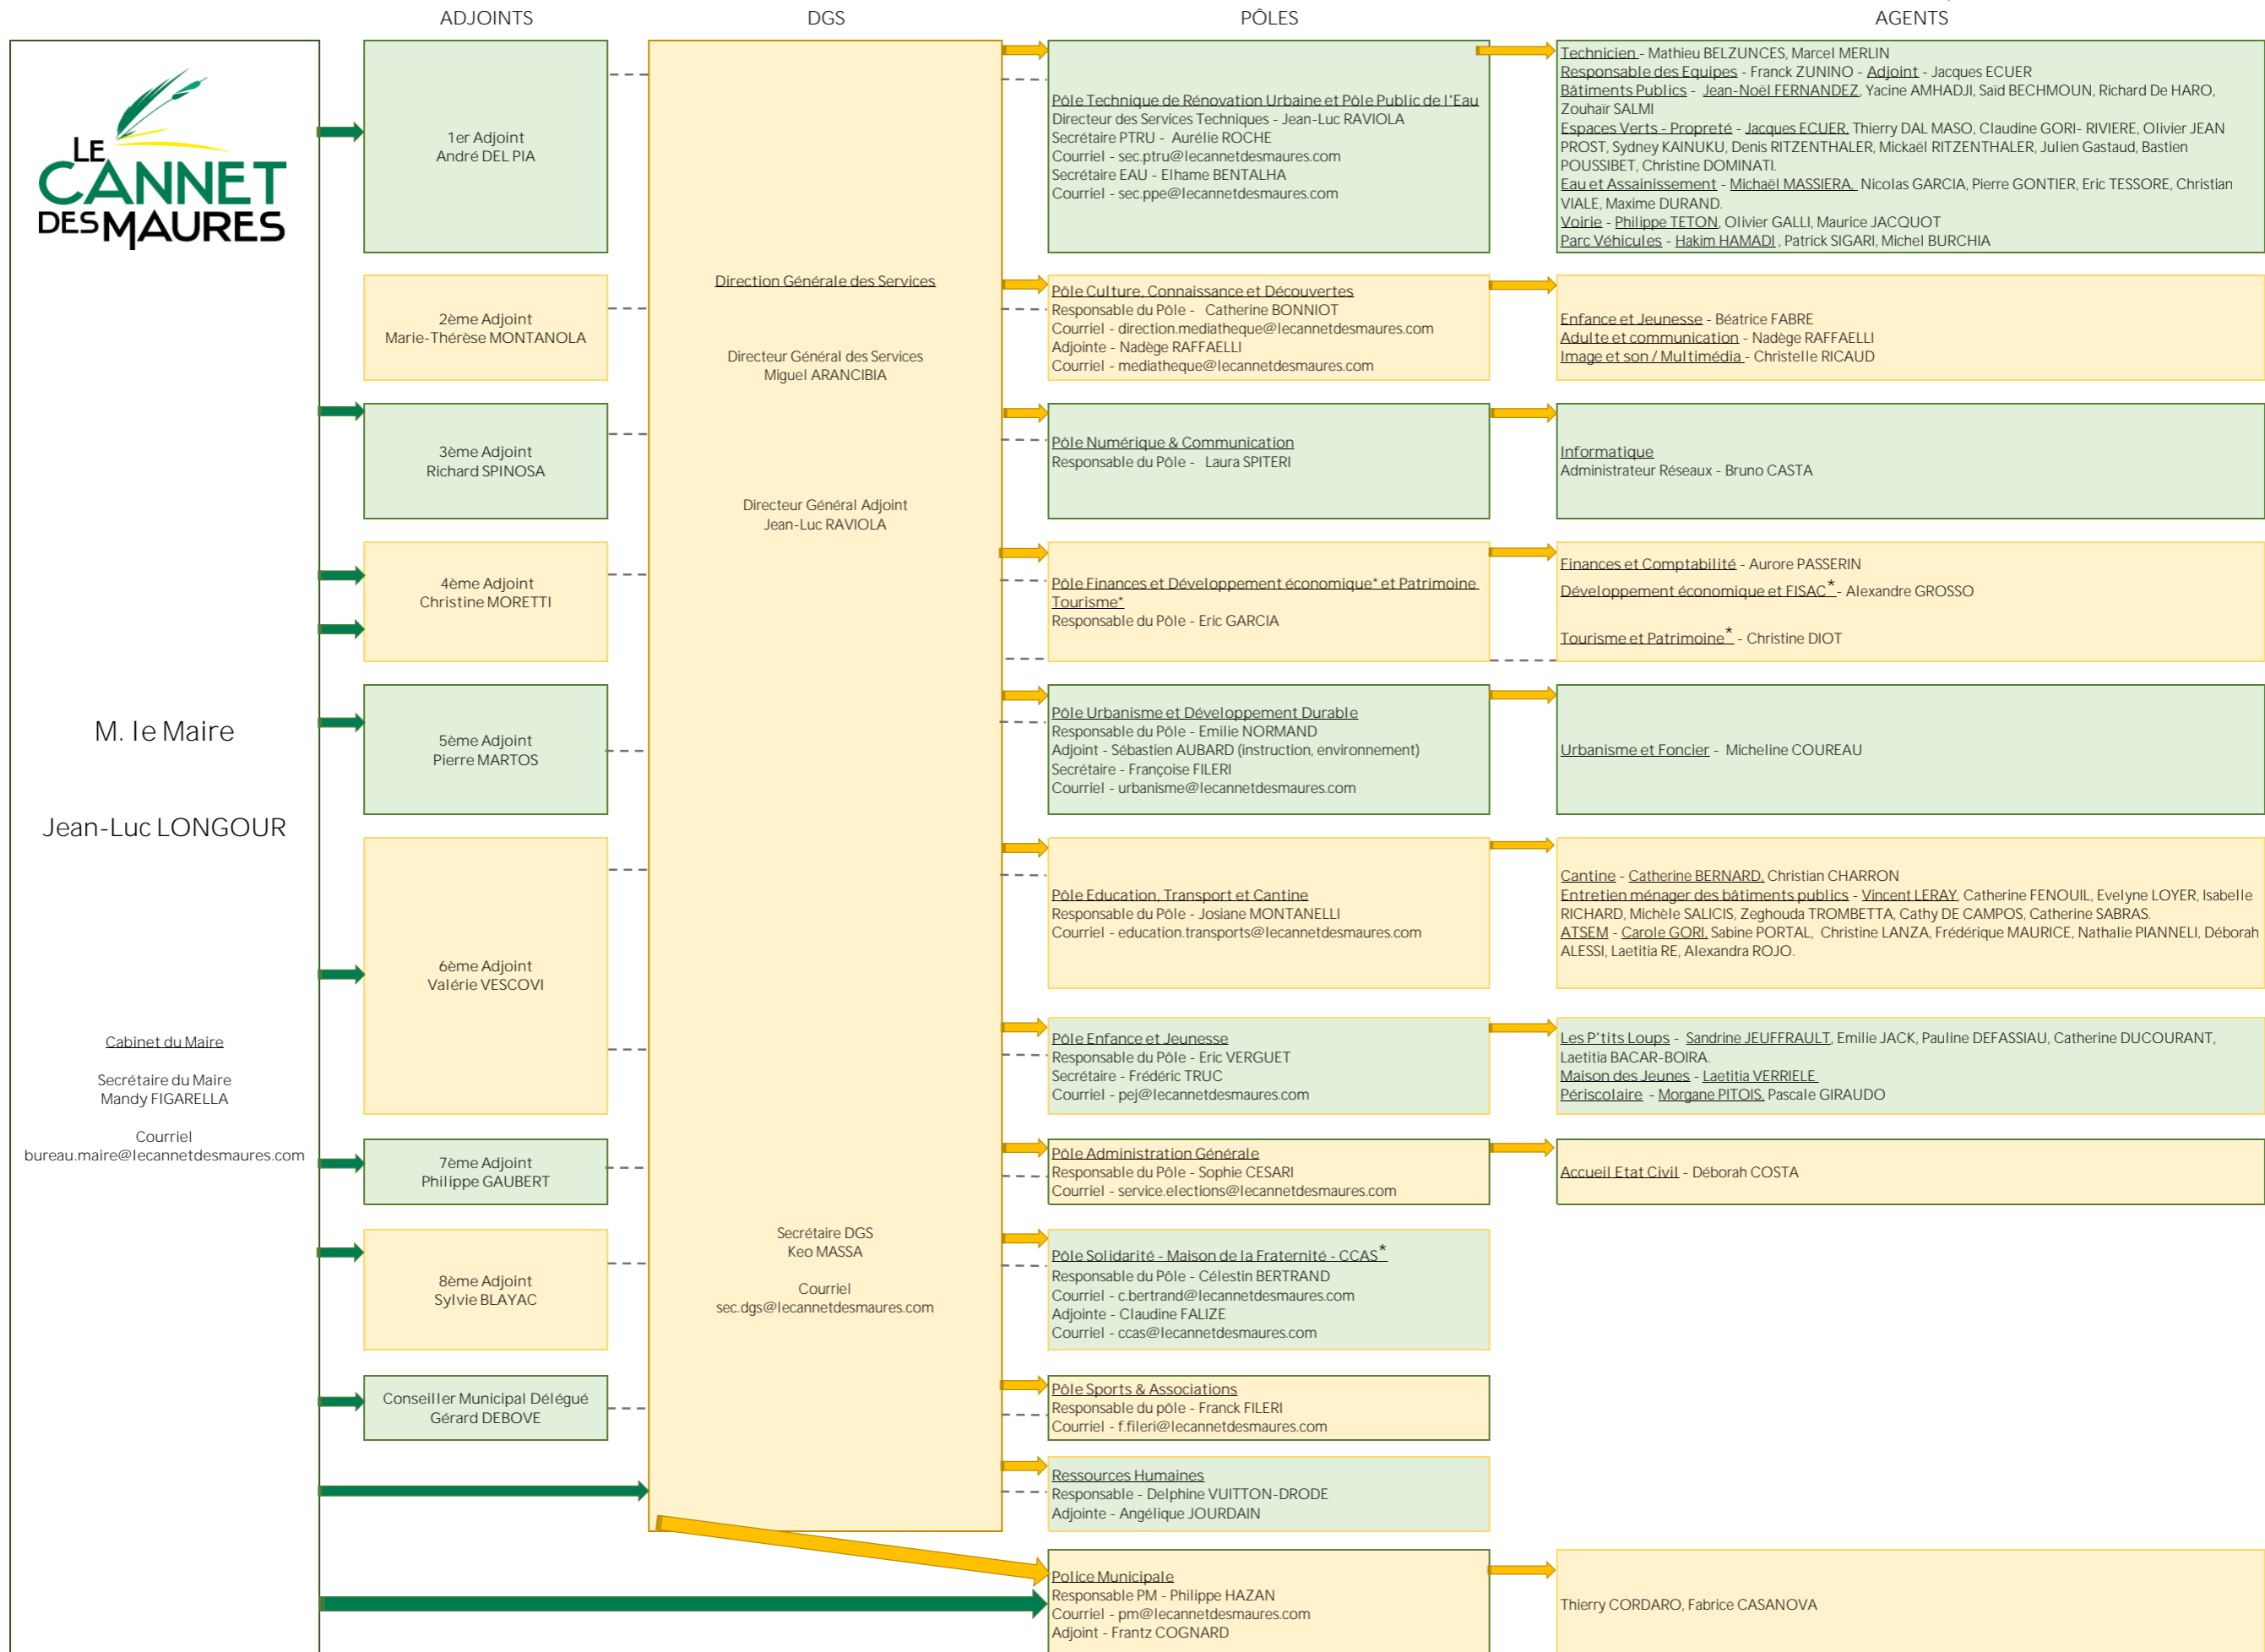 ADJOINTS
DGS
PÔLES
AGENTS
LE
CANNET
DES MAURES
M. le Maire
Jean-Luc LONGOUR
Cabinet du Maire
Secrétaire du Maire
Mandy FIGARELLA
Courriel
bureau.maire@lecannetdesmaures.com
1er Adjoint
André DEL PIA
2ème Adjoint
Marie-Thérèse MONTANOLA
3ème Adjoint
Richard SPINOSA
4ème Adjoint
Christine MORETTI
5ème Adjoint
Pierre MARTOS
6ème Adjoint
Valérie VESCOVI
7ème Adjoint
Philippe GAUBERT
8ème Adjoint
Sylvie BLAYAC
Conseiller Municipal Délégué
Gérard DEBOVE
Direction Générale des Services
Directeur Général des Services
Miguel ARANCIBIA
Directeur Général Adjoint
Jean-Luc RAVIOLA
Secrétaire DGS
Keo MASSA
Courriel
sec.dgs@lecannetdesmaures.com
Pôle Technique de Rénovation Urbaine et Pôle Public de l'Eau
Directeur des Services Techniques - Jean-Luc RAVIOLA
Secrétaire PTRU - Aurélie ROCHE
Courriel - sec.ptru@lecannetdesmaures.com
Secrétaire EAU - Elhame BENTALHA
Courriel - sec.ppe@lecannetdesmaures.com
Pôle Culture, Connaissance et Découvertes
Responsable du Pôle - Catherine BONNIOT
Courriel - direction.mediatheque@lecannetdesmaures.com
Adjointe - Nadège RAFFAELLI
Courriel - mediatheque@lecannetdesmaures.com
Pôle Numérique & Communication
Responsable du Pôle - Laura SPITERI
Pôle Finances et Développement économique* et Patrimoine
Tourisme*
Responsable du Pôle - Eric GARCIA
Pôle Urbanisme et Développement Durable
Responsable du Pôle - Emilie NORMAND
Adjoint - Sébastien AUBARD (instruction, environnement)
Secrétaire - Françoise FILERI
Courriel - urbanisme@lecannetdesmaures.com
Pôle Education, Transport et Cantine
Responsable du Pôle - Josiane MONTANELLI
Courriel - education.transports@lecannetdesmaures.com
Pôle Enfance et Jeunesse
Responsable du Pôle - Eric VERGUET
Secrétaire - Frédéric TRUC
Courriel - pej@lecannetdesmaures.com
Pôle Administration Générale
Responsable du Pôle - Sophie CESARI
Courriel - service.elections@lecannetdesmaures.com
Pôle Solidarité - Maison de la Fraternité - CCAS*
Responsable du Pôle - Célestin BERTRAND
Courriel - c.bertrand@lecannetdesmaures.com
Adjointe - Claudine FALIZE
Courriel - ccas@lecannetdesmaures.com
Pôle Sports & Associations
Responsable du pôle - Franck FILERI
Courriel - f.fileri@lecannetdesmaures.com
Ressources Humaines
Responsable - Delphine VUITTON-DRODE
Adjointe - Angélique JOURDAIN
Police Municipale
Responsable PM - Philippe HAZAN
Courriel - pm@lecannetdesmaures.com
Adjoint - Frantz COGNARD
Technicien - Mathieu BELZUNCES, Marcel MERLIN
Responsable des Equipes - Franck ZUNINO - Adjoint - Jacques ECUER
Bâtiments Publics - Jean-Noël FERNANDEZ, Yacine AMHADJI, Saïd BECHMOUN, Richard De HARO,
Zouhaïr SALMI
Espaces Verts - Propreté - Jacques ECUER, Thierry DAL MASO, Claudine GORI- RIVIERE, Olivier JEAN
PROST, Sydney KAINUKU, Denis RITZENTHALER, Mickaël RITZENTHALER, Julien Gastaud, Bastien
POUSSIBET, Christine DOMINATI.
Eau et Assainissement - Michaël MASSIERA, Nicolas GARCIA, Pierre GONTIER, Eric TESSORE, Christian
VIALE, Maxime DURAND.
Voirie - Philippe TETON, Olivier GALLI, Maurice JACQUOT
Parc Véhicules - Hakim HAMADI , Patrick SIGARI, Michel BURCHIA
Enfance et Jeunesse - Béatrice FABRE
Adulte et communication - Nadège RAFFAELLI
Image et son / Multimédia - Christelle RICAUD
Informatique
Administrateur Réseaux - Bruno CASTA
Finances et Comptabilité - Aurore PASSERIN
Développement économique et FISAC* - Alexandre GROSSO
Tourisme et Patrimoine* - Christine DIOT
Urbanisme et Foncier - Micheline COUREAU
Cantine - Catherine BERNARD, Christian CHARRON
Entretien ménager des bâtiments publics - Vincent LERAY, Catherine FENOUIL, Evelyne LOYER, Isabelle
RICHARD, Michèle SALICIS, Zeghouda TROMBETTA, Cathy DE CAMPOS, Catherine SABRAS.
ATSEM - Carole GORI, Sabine PORTAL, Christine LANZA, Frédérique MAURICE, Nathalie PIANNELI, Déborah
ALESSI, Laetitia RE, Alexandra ROJO.
Les P'tits Loups - Sandrine JEUFFRAULT, Emilie JACK, Pauline DEFASSIAU, Catherine DUCOURANT,
Laetitia BACAR-BOIRA.
Maison des Jeunes - Laetitia VERRIELE
Périscolaire - Morgane PITOIS, Pascale GIRAUDO
Accueil Etat Civil - Déborah COSTA
Thierry CORDARO, Fabrice CASANOVA